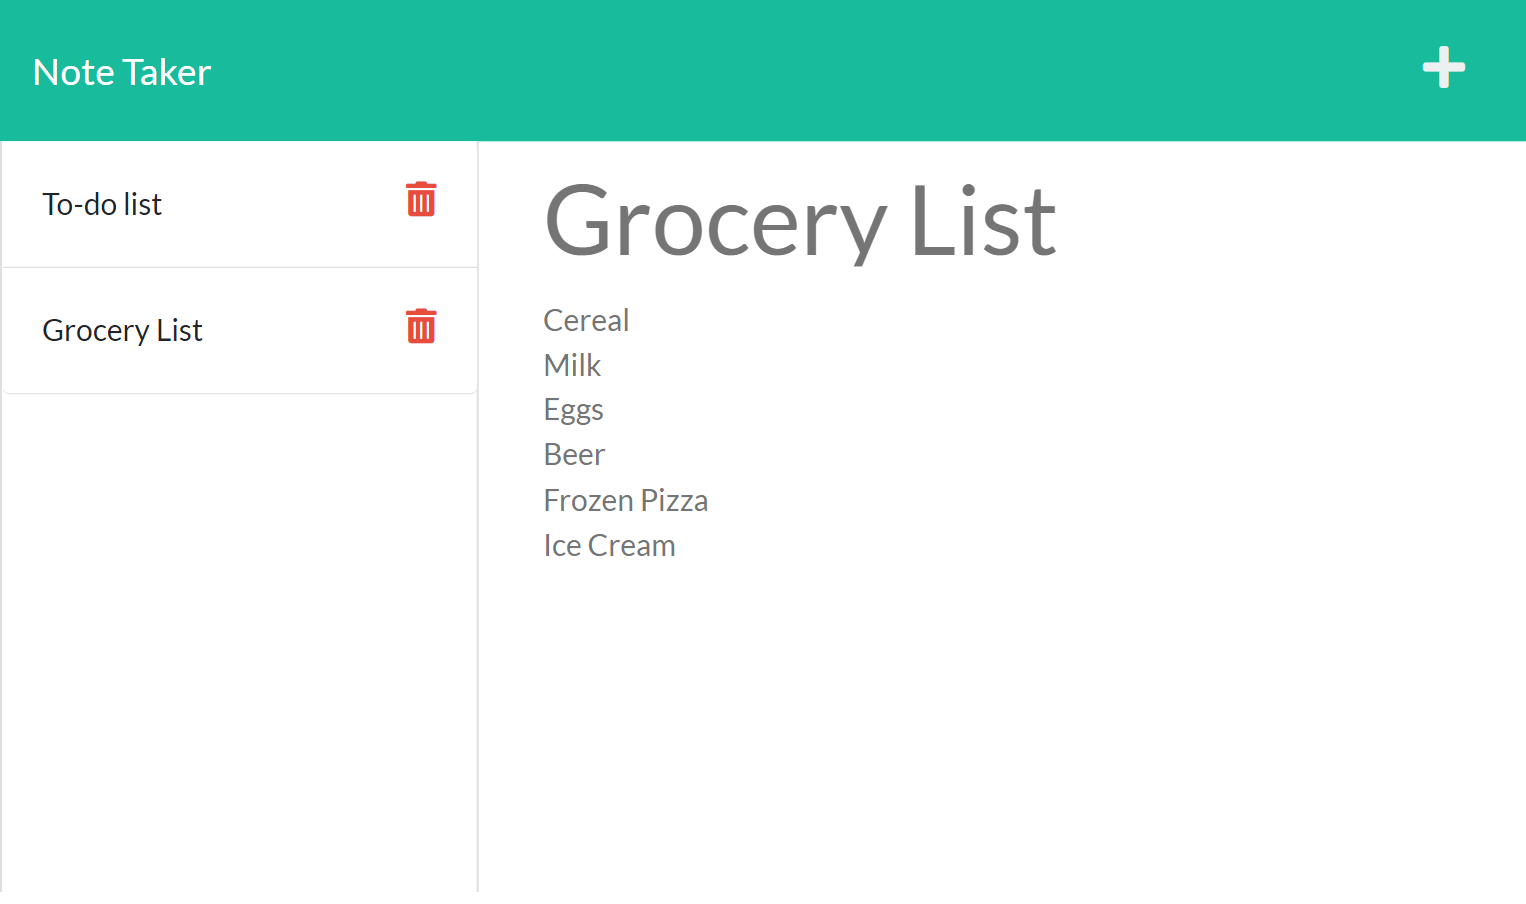 Note Taker
To-do list
Grocery List
Grocery List
Cereal
Milk
Eggs
Beer
Frozen Pizza
Ice Cream